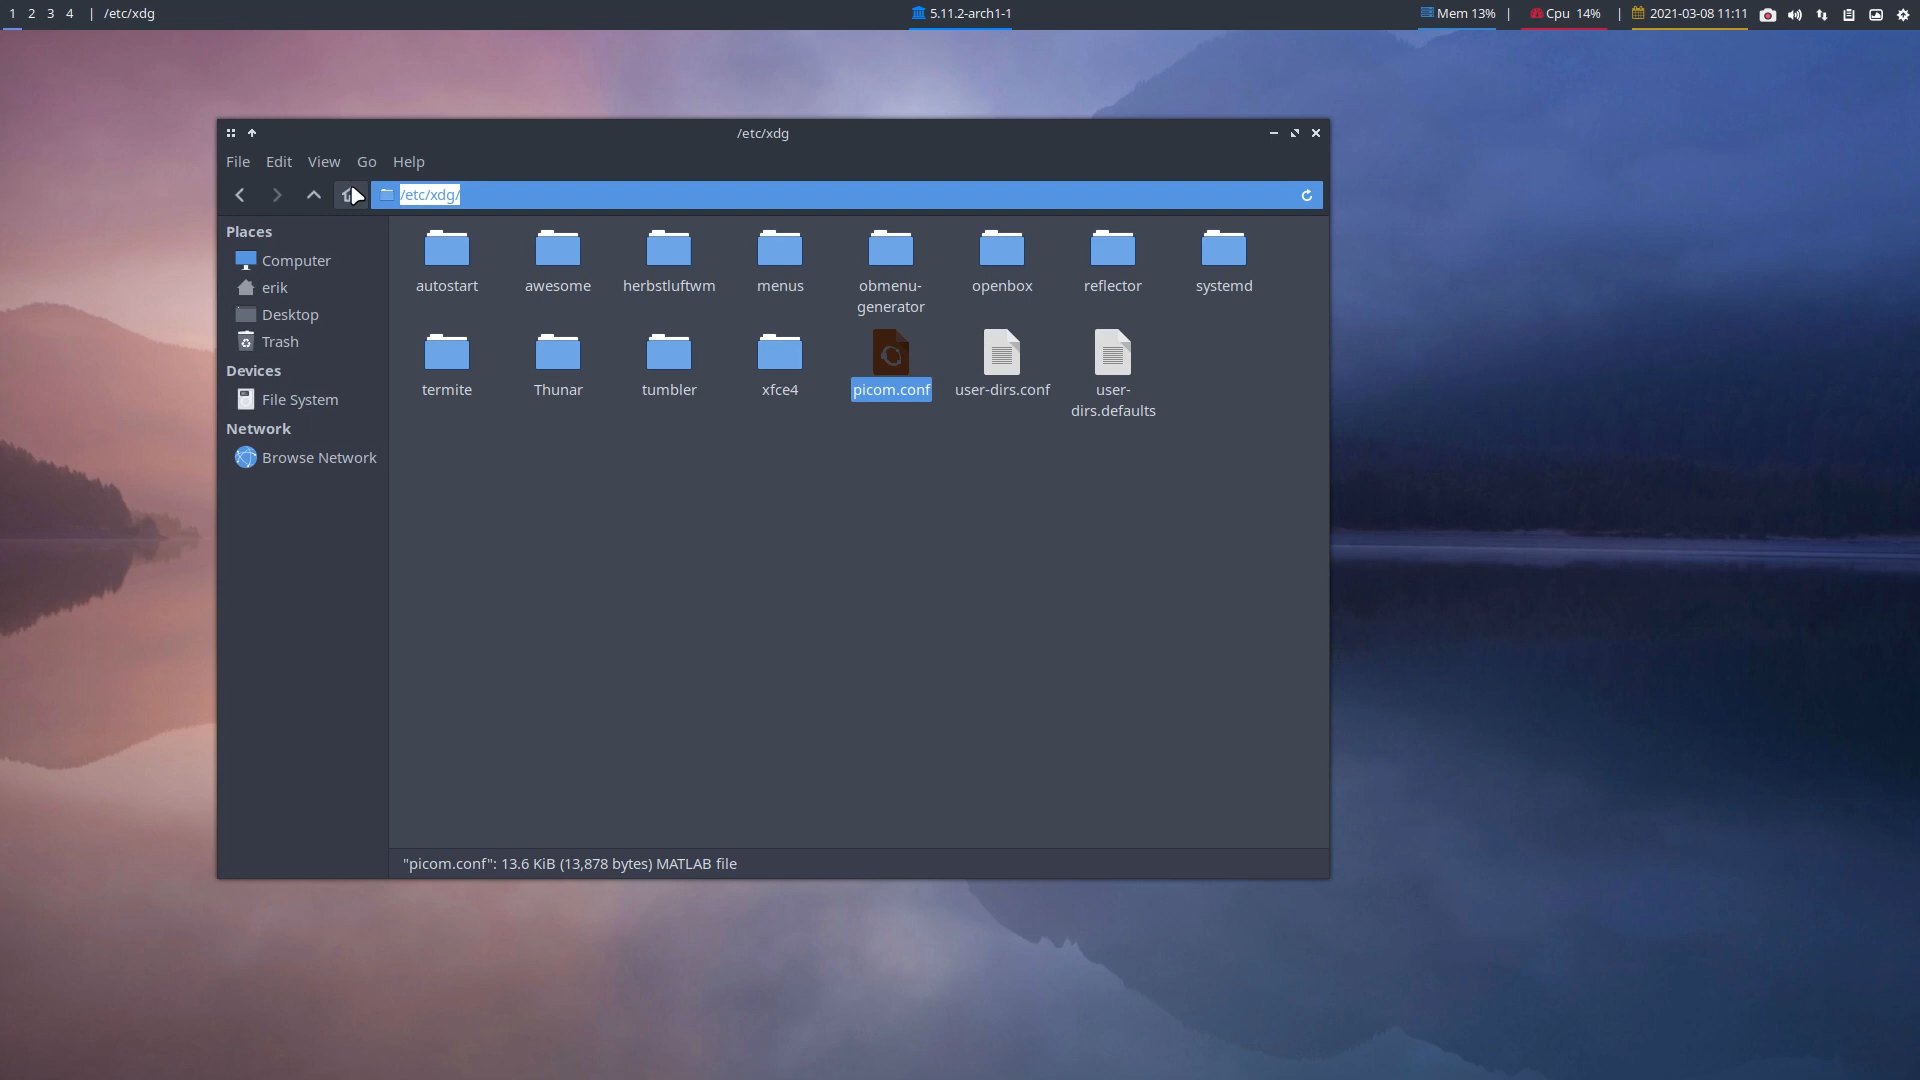 1 2 3 4 | /etc/xdg
5.11.2-arch1-1
Mem 13% | Cpu 14% | 2021-03-08 11:11
/etc/xdg
File Edit View Go Help
/etc/xdg/
Places
Computer
erik
Desktop
Trash
Devices
File System
Network
Browse Network
autostart awesome herbstluftwm menus obmenu-
generator openbox reflector systemd
termite Thunar tumbler xfce4 picom.conf user-dirs.conf user-
dirs.defaults
"picom.conf": 13.6 KiB (13,878 bytes) MATLAB file